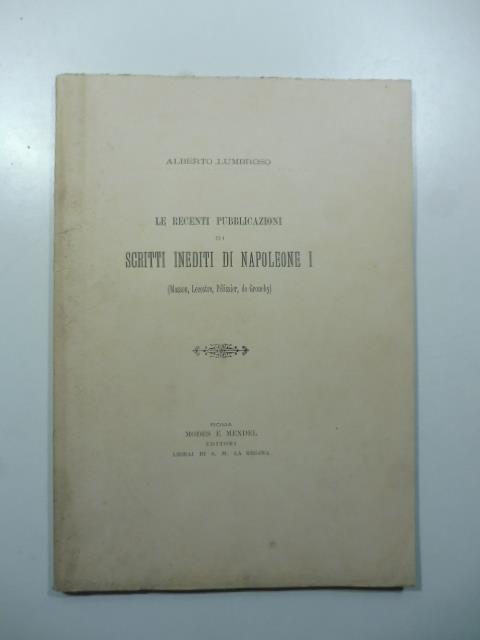 ALBERTO LUMBROSO
LE RECENTI PUBBLICAZIONI
DI
SCRITTI INEDITI DI NAPOLEONE I
(Masson, Lecestre, Pélissier, de Grouchy)
ROMA
MODES E MENDEL
EDITORI
LIBRAI DI S. M. LA REGINA